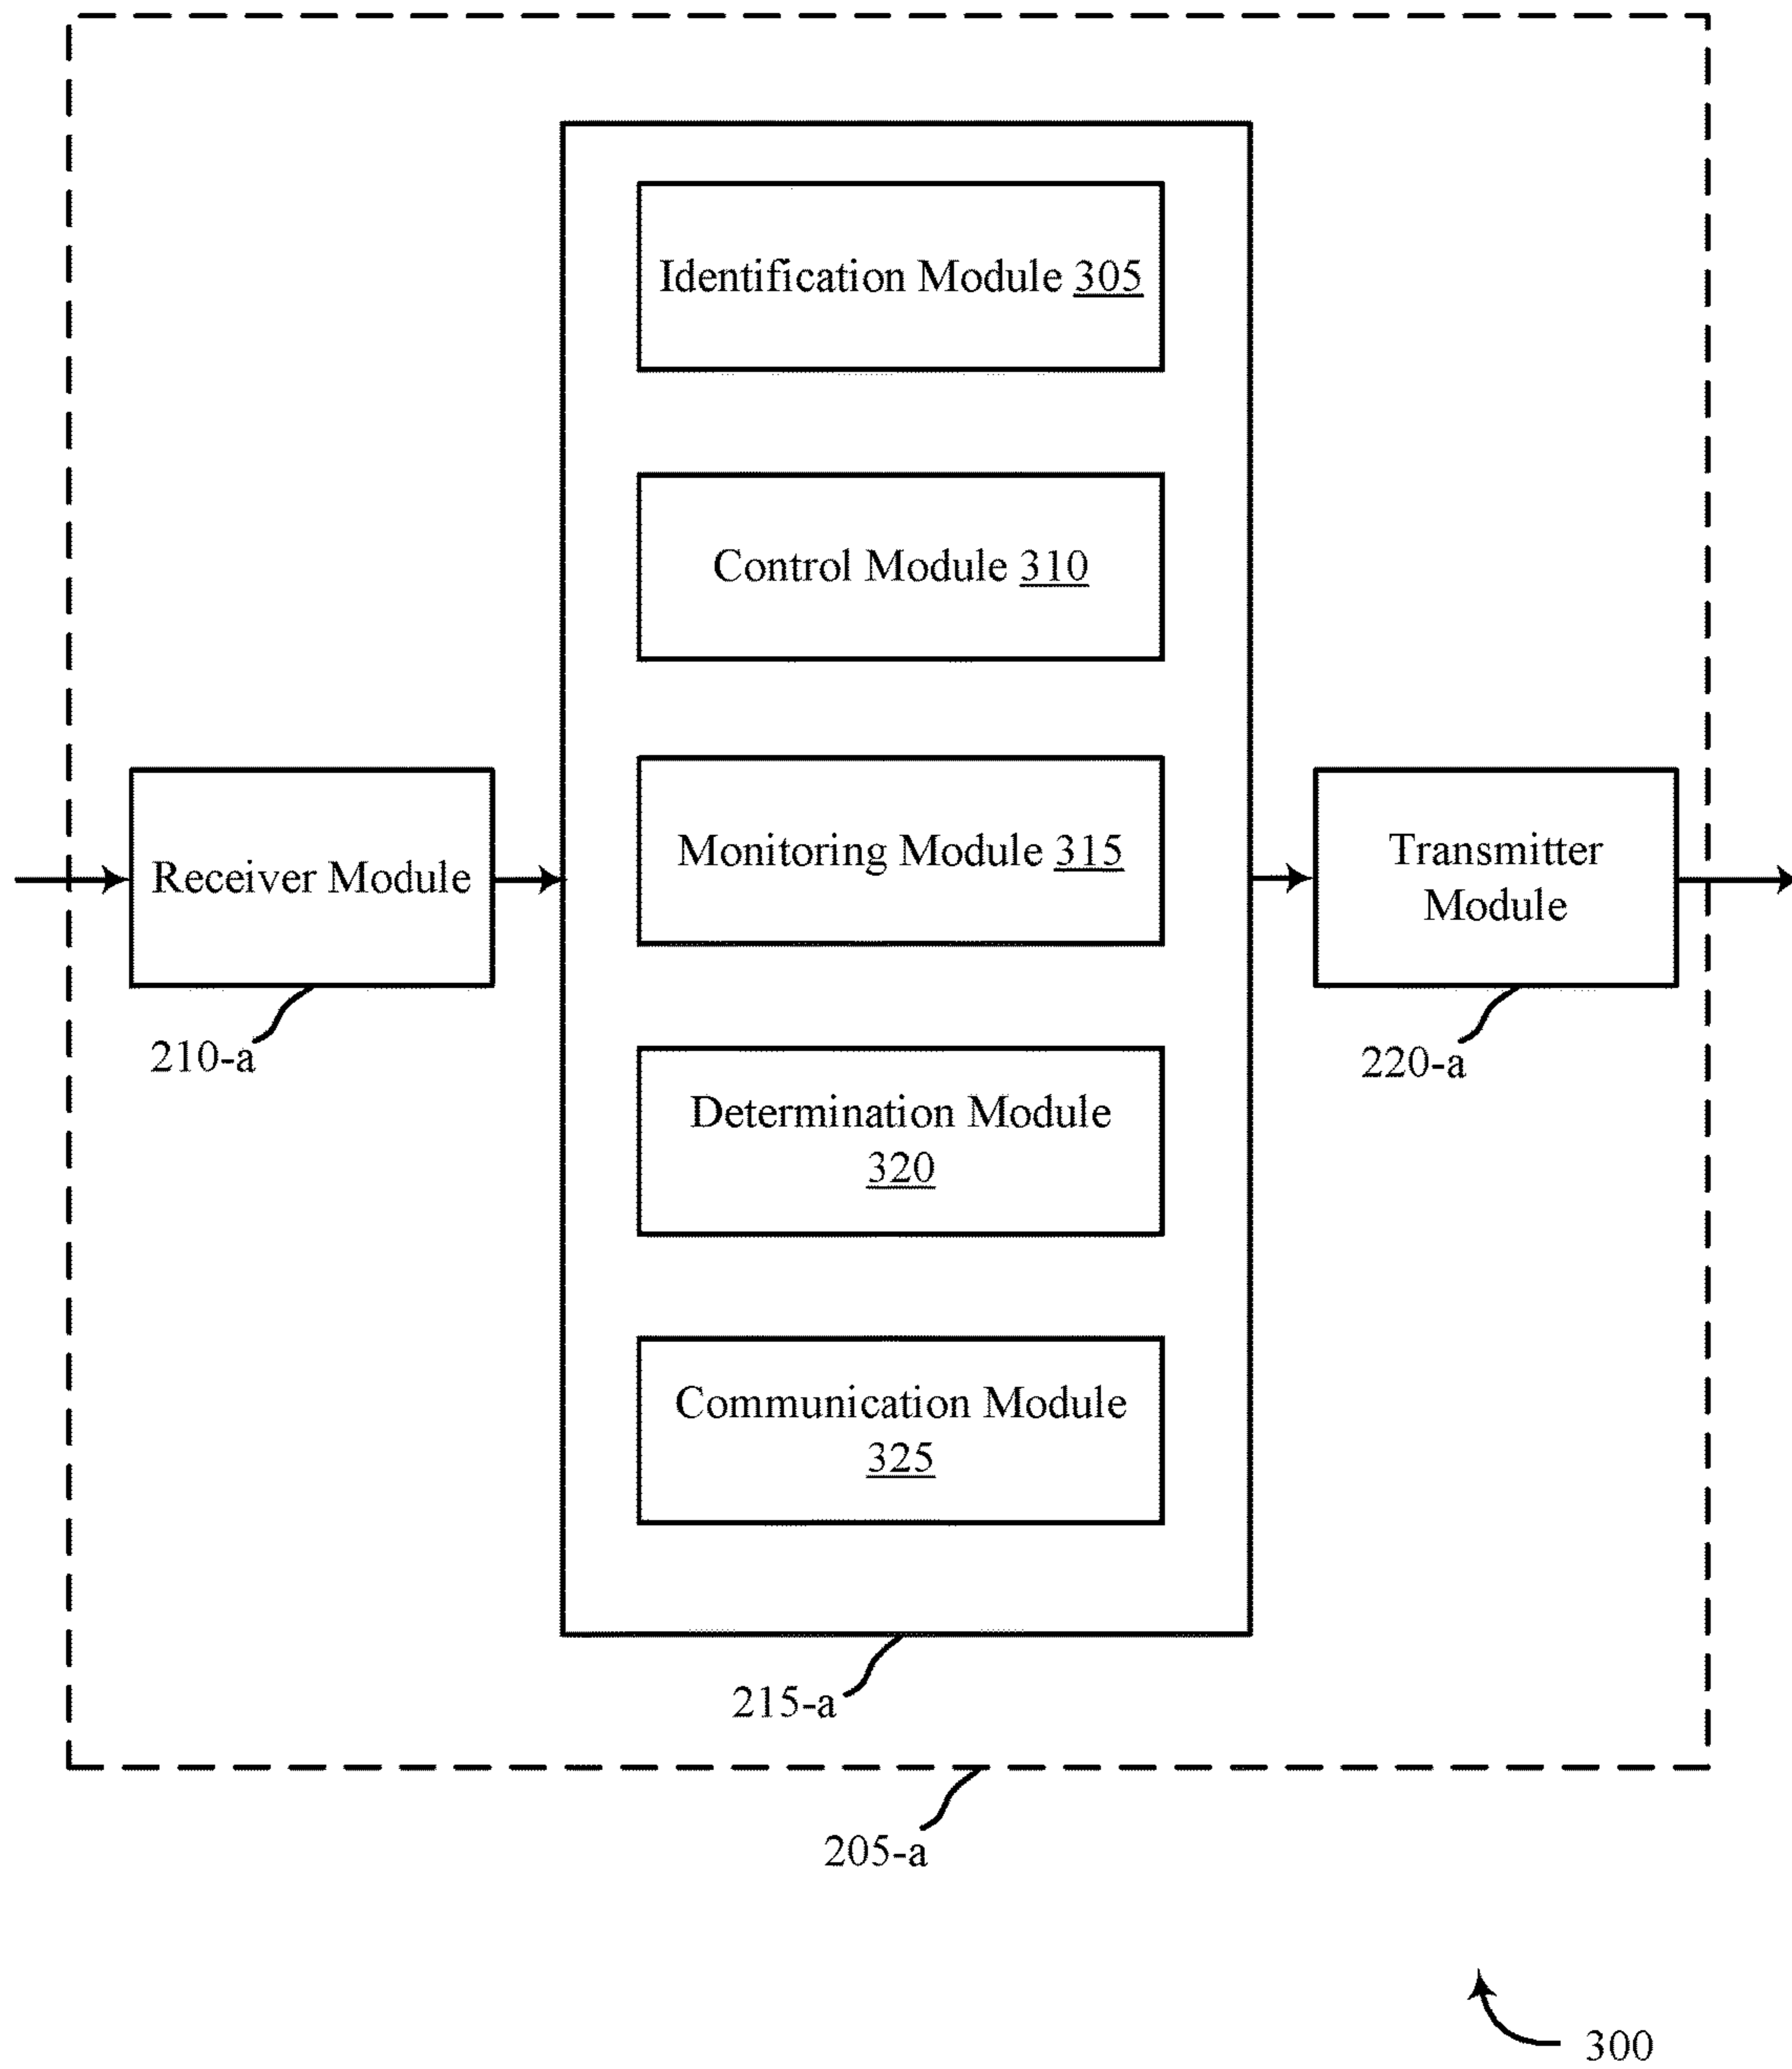 Identification Module 305
Control Module 310
Monitoring Module 315
Receiver Module
Transmitter
Module
210-a
220-a
Determination Module
320
Communication Module
325
215-a
205-a
300